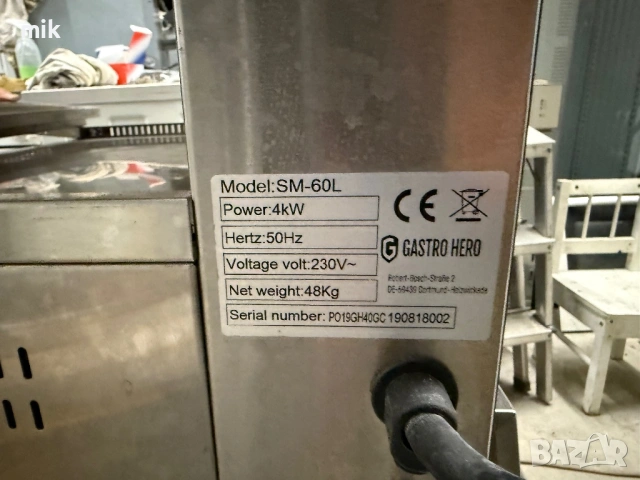 mik
Model:SM-60L
Power:4kW
Hertz:50Hz
Voltage volt:230V~
Net weight:48Kg
Serial number: PO19GH40GC 190818002
CE
G GASTRO HERO
Robert-Bosch-Straße 2
DE-59439 Dortmund-Holzwickede
BAZAR